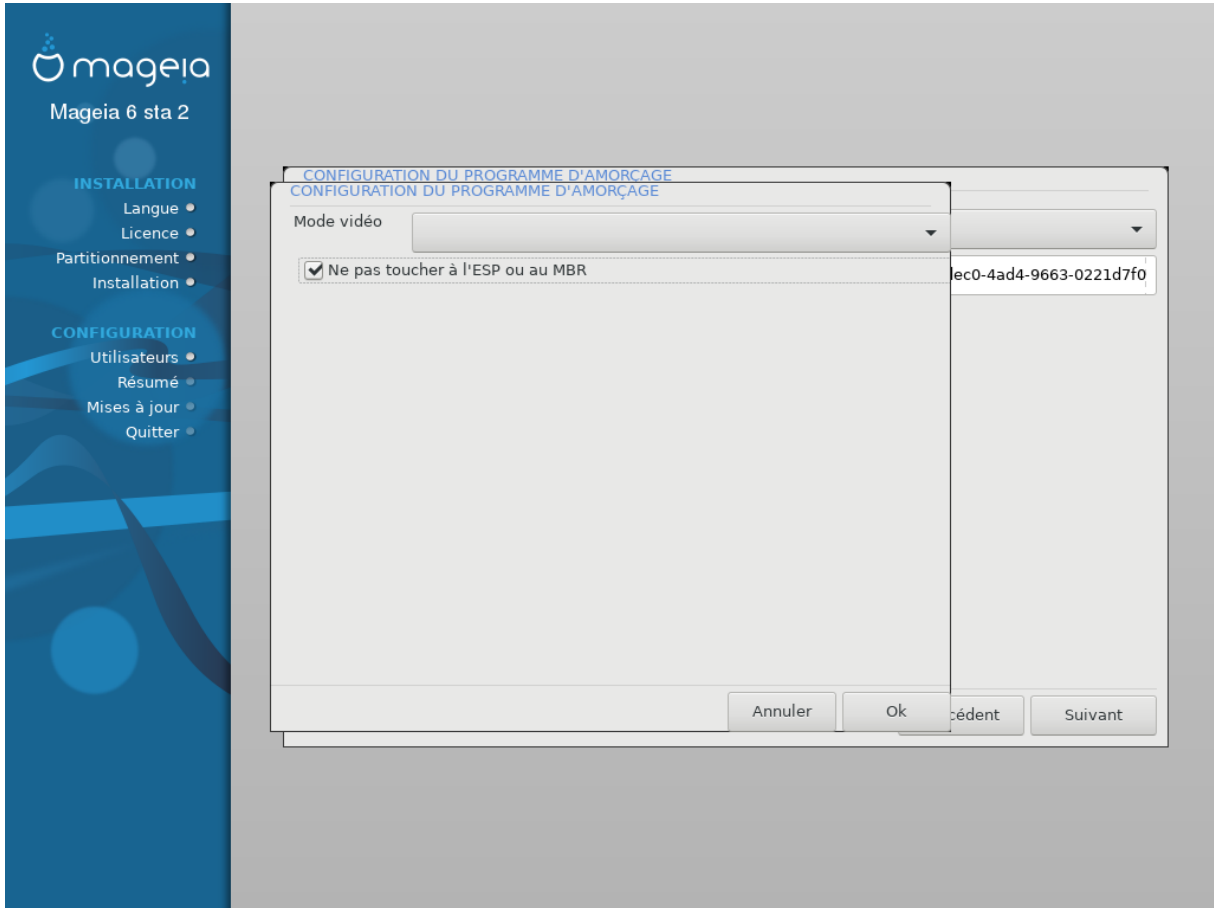 mageia
Mageia 6 sta 2
INSTALLATION
Langue
Licence
Partitionnement
Installation
CONFIGURATION
Utilisateurs
Résumé
Mises à jour
Quitter
CONFIGURATION DU PROGRAMME D'AMORÇAGE
CONFIGURATION DU PROGRAMME D'AMORÇAGE
Mode vidéo
Ne pas toucher à l'ESP ou au MBR
ec0-4ad4-9663-0221d7f0
Annuler
Ok
cédent
Suivant